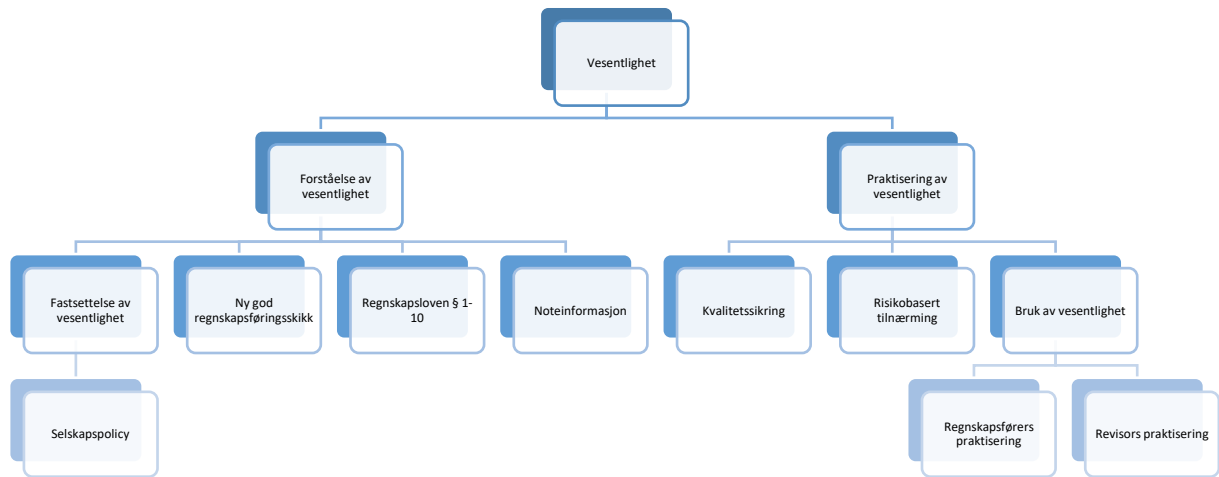 Vesentlighet
Forståelse av
vesentlighet
Praktisering av
vesentlighet
Fastsettelse av
vesentlighet
Ny god
regnskapsføringsskikk
Regnskapsloven § 1-
10
Noteinformasjon
Kvalitetssikring
Risikobasert
tilnærming
Bruk av vesentlighet
Selskapspolicy
Regnskapsførers
praktisering
Revisors praktisering